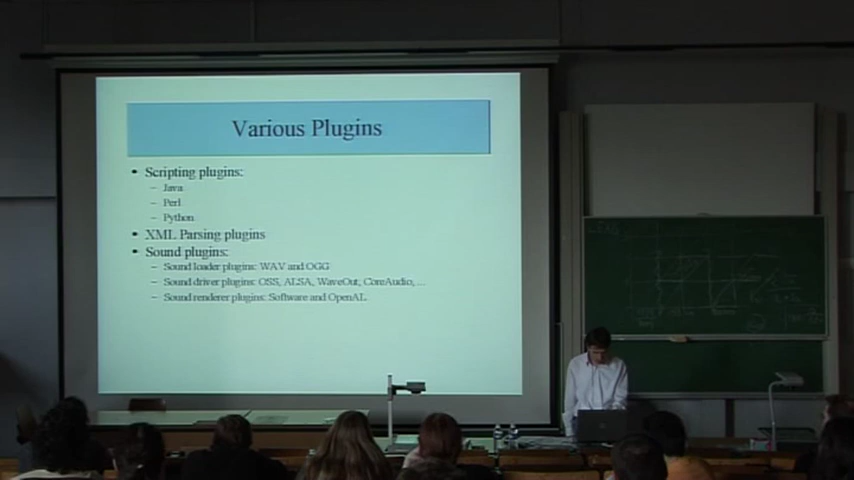 Various Plugins
• Scripting plugins:
– Java
– Perl
– Python
• XML Parsing plugins
• Sound plugins:
– Sound loader plugins: WAV and OGG
– Sound driver plugins: OSS, ALSA, WaveOut, CoreAudio, ...
– Sound renderer plugins: Software and OpenAL